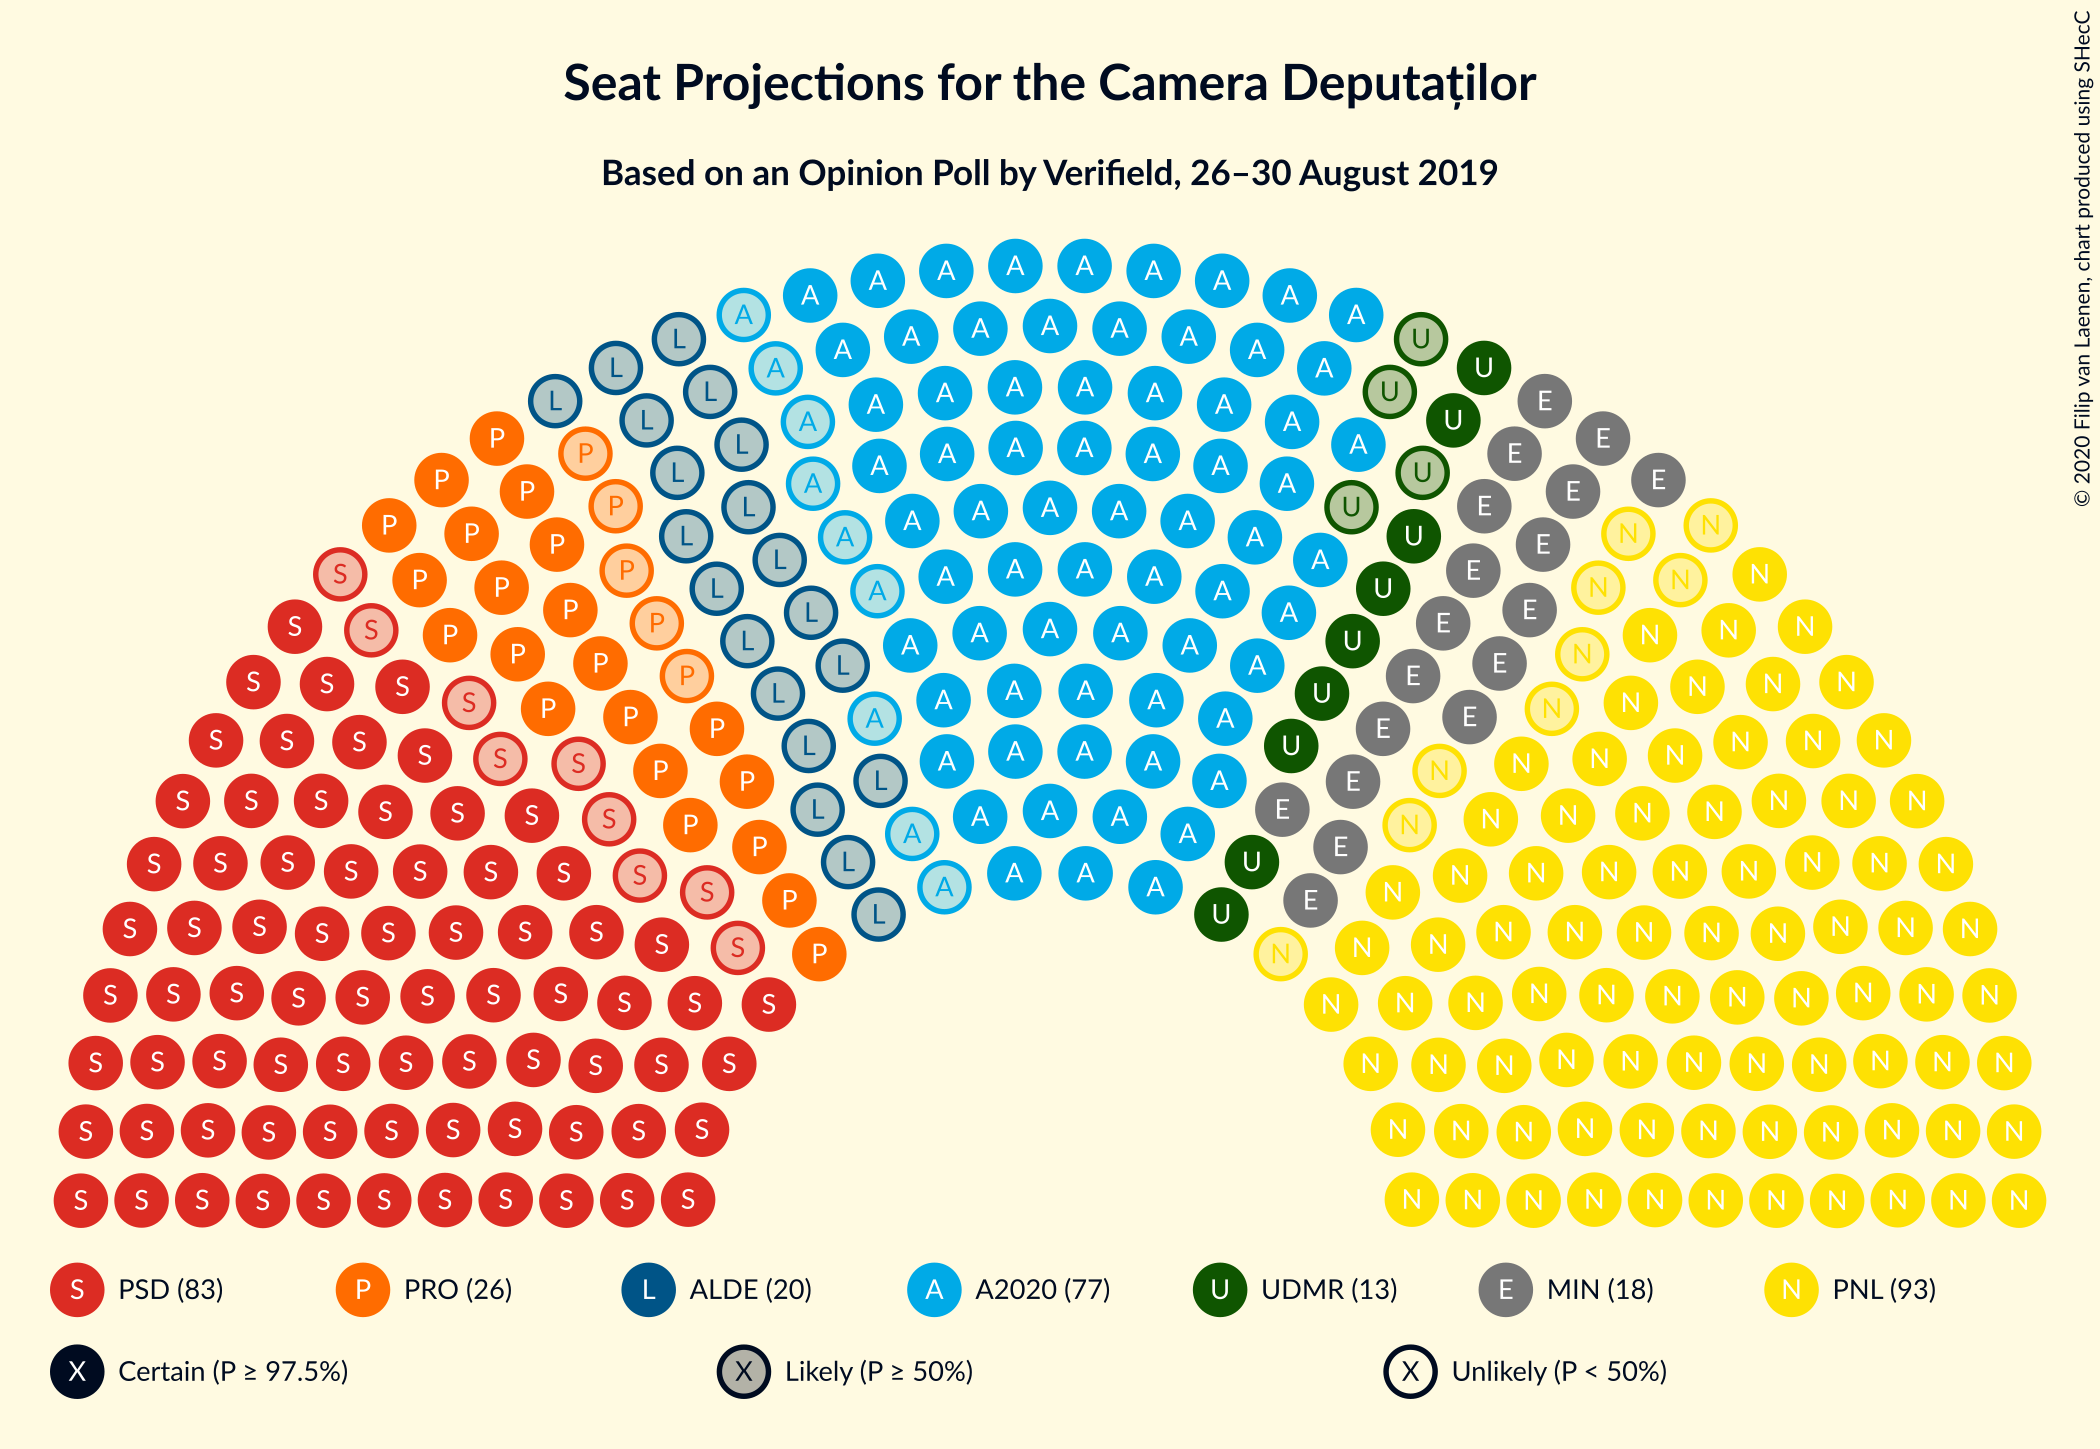 Seat Projections for the Camera Deputaților
Based on an Opinion Poll by Verifield, 26–30 August 2019
© 2020 Filip van Laenen, chart produced using SHecC
S PSD (83) P PRO (26) L ALDE (20) A A2020 (77) U UDMR (13) E MIN (18) N PNL (93)
X Certain (P ≥ 97.5%) X Likely (P ≥ 50%) X Unlikely (P < 50%)